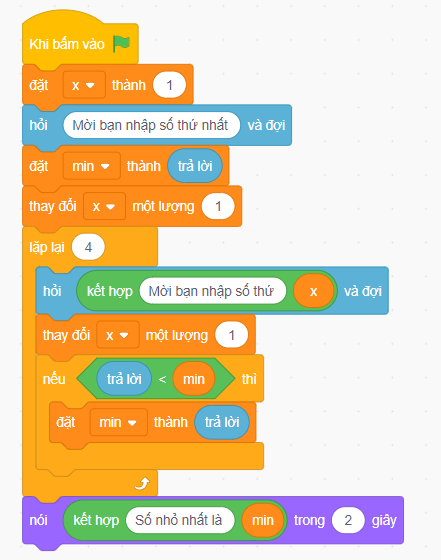 Khi bấm vào
đặt x thành 1
hỏi Mời bạn nhập số thứ nhất và đợi
đặt min thành trả lời
thay đổi x một lượng 1
lặp lại 4
hỏi kết hợp Mời bạn nhập số thứ x và đợi
thay đổi x một lượng 1
nếu trả lời < min thì
đặt min thành trả lời
nói kết hợp Số nhỏ nhất là min trong 2 giây